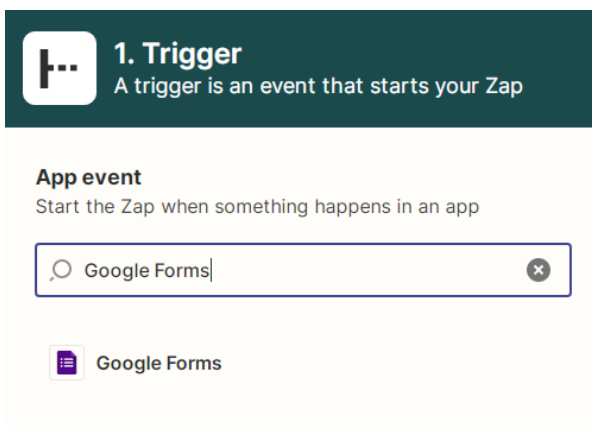 1. Trigger
A trigger is an event that starts your Zap
App event
Start the Zap when something happens in an app
Google Forms
Google Forms